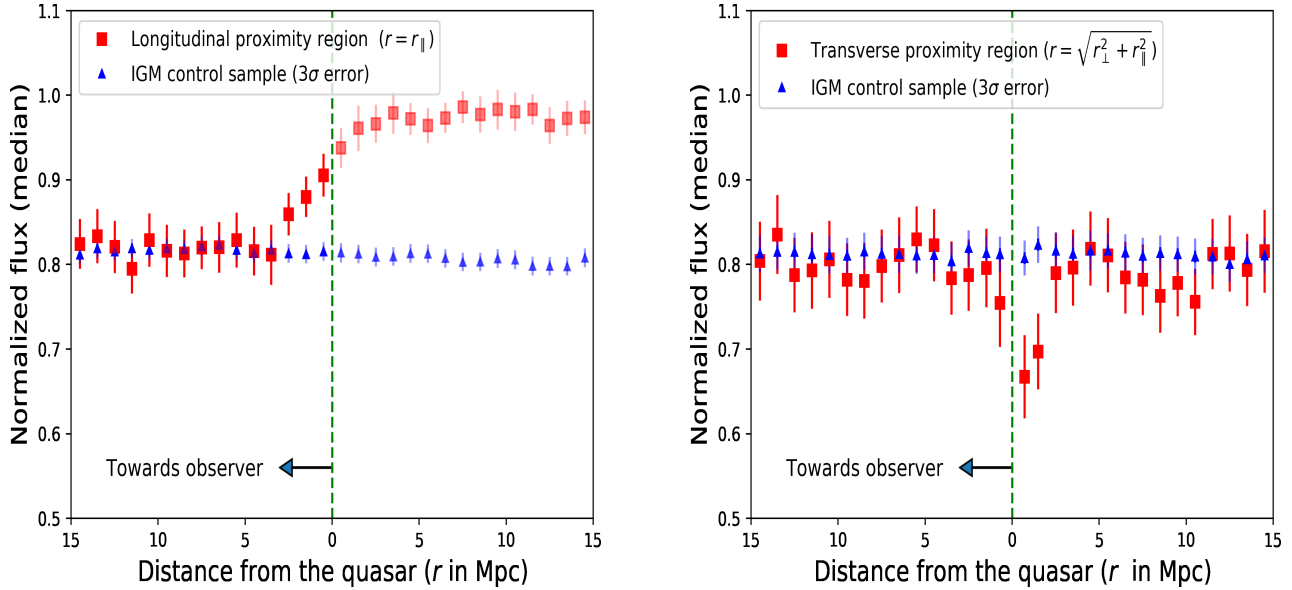 Normalized flux (median)
1.1
1.0
0.9
0.8
0.7
0.6
0.5
Longitudinal proximity region (r = r∥)
IGM control sample (3σ error)
Towards observer
15 10 5 0 5 10 15
Distance from the quasar (r in Mpc)
Normalized flux (median)
1.1
1.0
0.9
0.8
0.7
0.6
0.5
Transverse proximity region (r = √(r⊥² + r∥²))
IGM control sample (3σ error)
Towards observer
15 10 5 0 5 10 15
Distance from the quasar (r in Mpc)